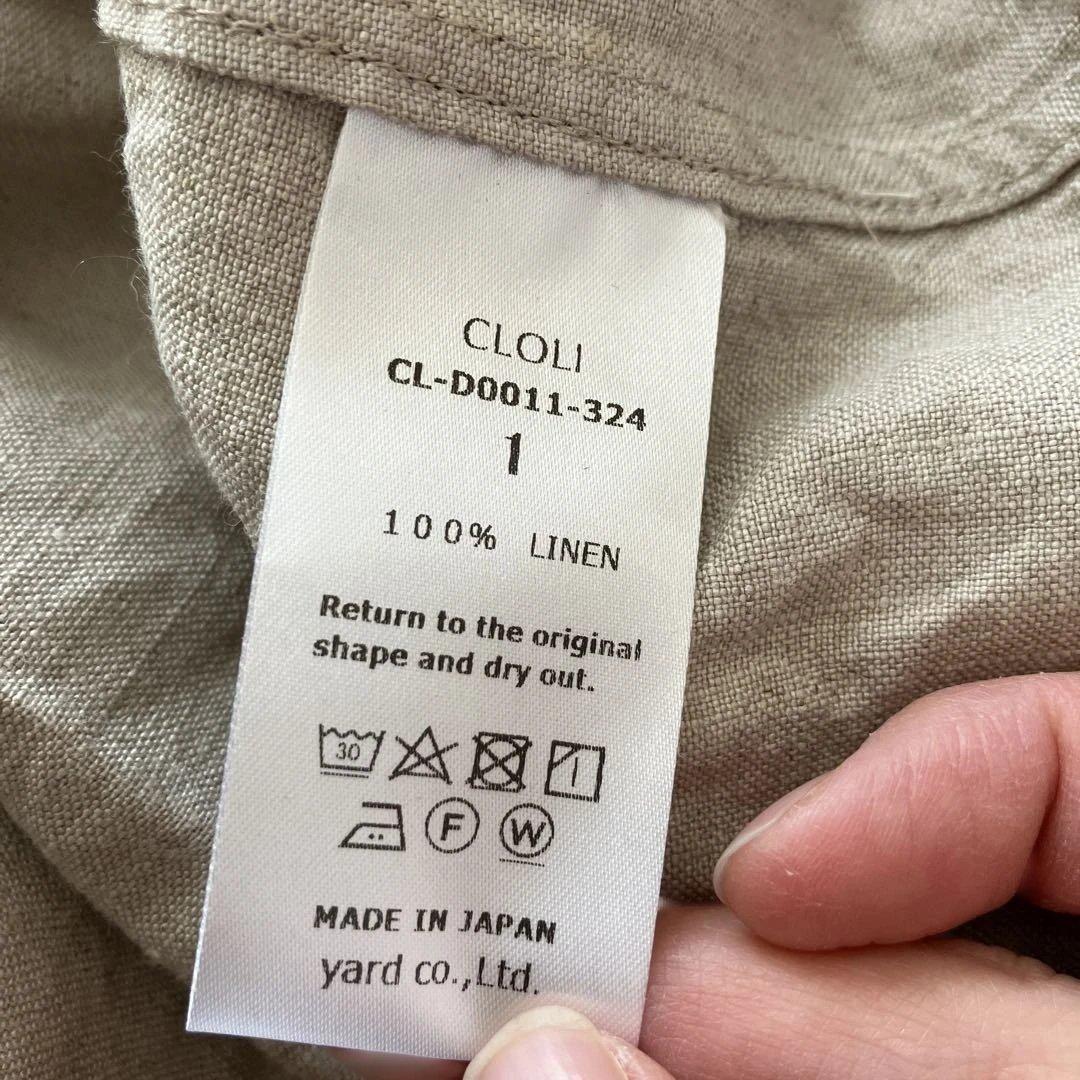 CLOLI
CL-D0011-324
1
100% LINEN
Return to the original
shape and dry out.
30
F W
MADE IN JAPAN
yard co.,Ltd.